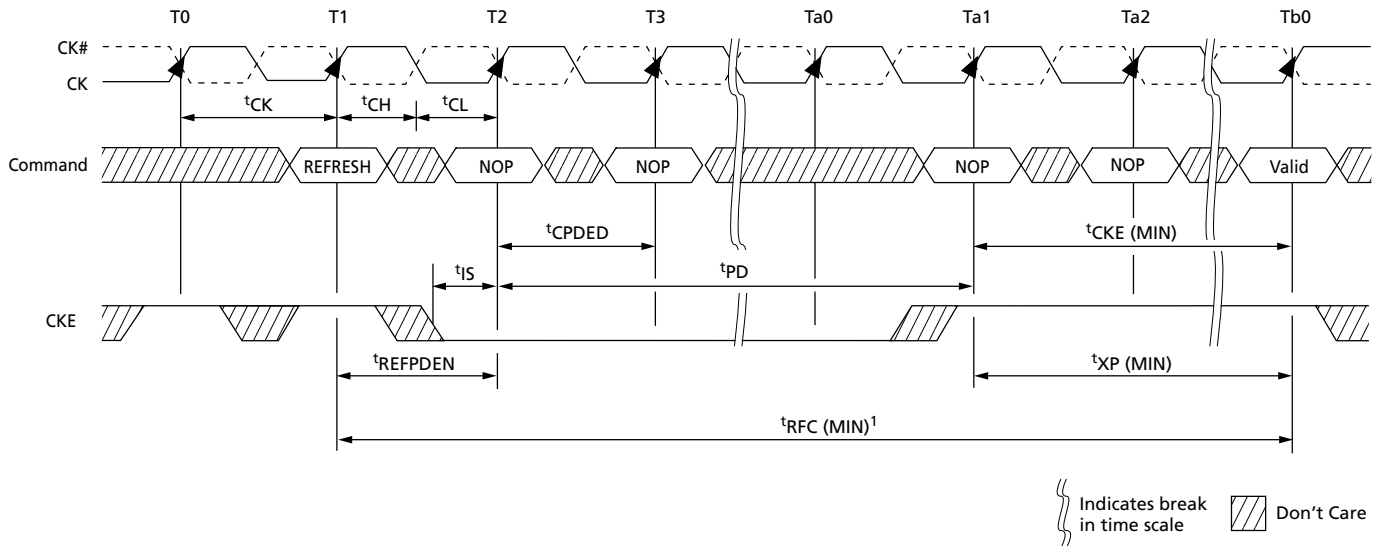 T0 T1 T2 T3 Ta0 Ta1 Ta2 Tb0
CK#
CK
tCK tCH tCL
Command REFRESH NOP NOP NOP NOP Valid
tCPDED tCKE (MIN)
tIS tPD
CKE
tREFPDEN tXP (MIN)
tRFC (MIN)1
Indicates break
in time scale
Don't Care